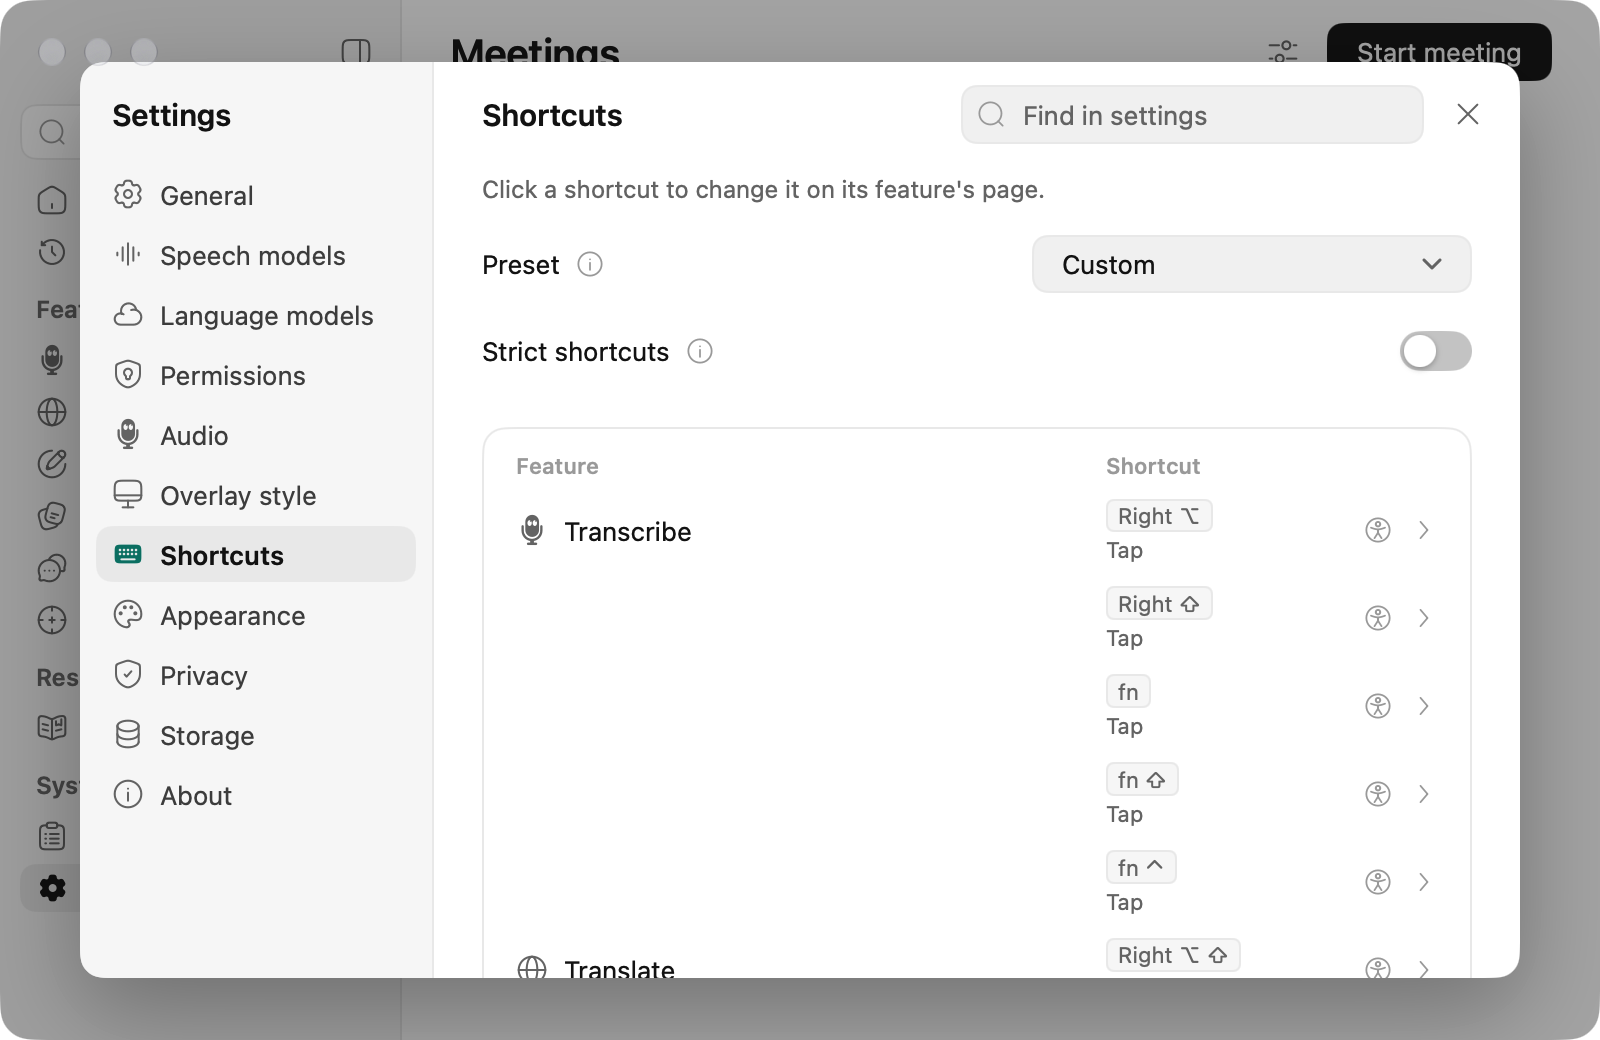 Meetings
Start meeting
Settings
General
Speech models
Language models
Permissions
Audio
Overlay style
Shortcuts
Appearance
Privacy
Storage
About
Shortcuts
Find in settings
Click a shortcut to change it on its feature's page.
Preset
Custom
Strict shortcuts
Feature Shortcut
Transcribe
Right ⌥
Tap
Right ⇧
Tap
fn
Tap
fn ⇧
Tap
fn ^
Tap
Translate
Right ⌥ ⇧